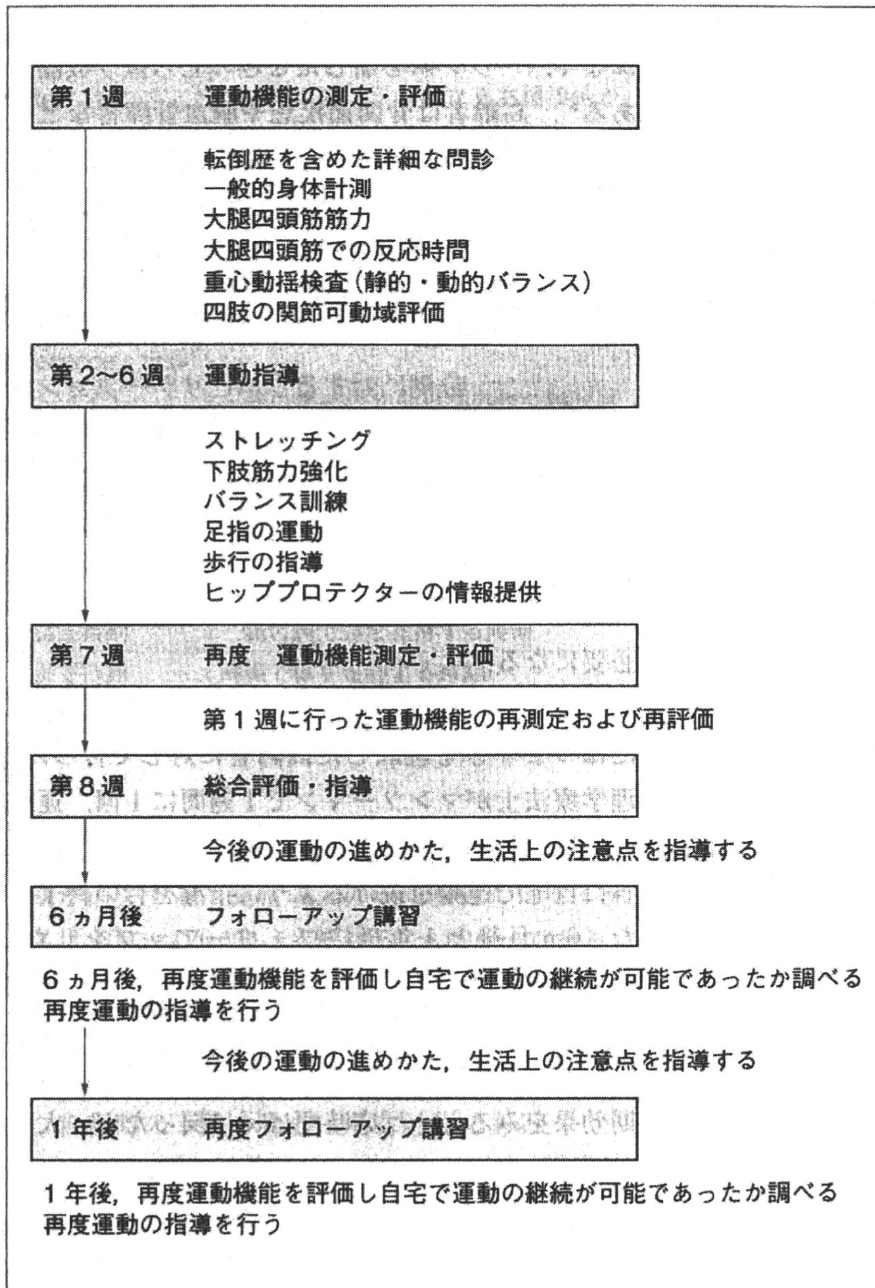 第1週 運動機能の測定・評価
転倒歴を含めた詳細な問診
一般的身体計測
大腿四頭筋筋力
大腿四頭筋での反応時間
重心動揺検査(静的・動的バランス)
四肢の関節可動域評価
第2〜6週 運動指導
ストレッチング
下肢筋力強化
バランス訓練
足指の運動
歩行の指導
ヒッププロテクターの情報提供
第7週 再度 運動機能測定・評価
第1週に行った運動機能の再測定および再評価
第8週 総合評価・指導
今後の運動の進めかた,生活上の注意点を指導する
6ヵ月後 フォローアップ講習
6ヵ月後,再度運動機能を評価し自宅で運動の継続が可能であったか調べる
再度運動の指導を行う
今後の運動の進めかた,生活上の注意点を指導する
1年後 再度フォローアップ講習
1年後,再度運動機能を評価し自宅で運動の継続が可能であったか調べる
再度運動の指導を行う